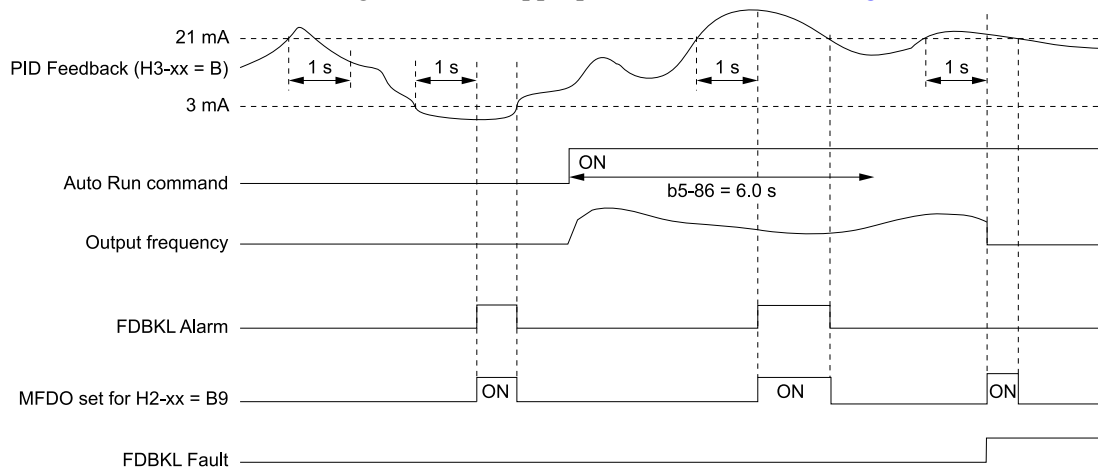 21 mA
PID Feedback (H3-xx = B)
1 s
1 s
1 s
1 s
3 mA
ON
Auto Run command
b5-86 = 6.0 s
Output frequency
FDBKL Alarm
MFDO set for H2-xx = B9
ON
ON
ON
FDBKL Fault